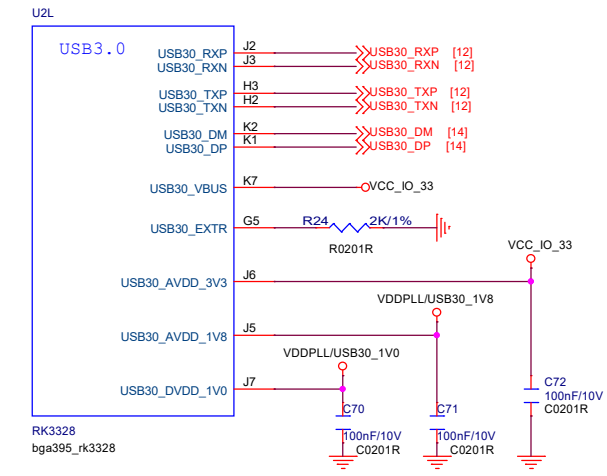 U2L
USB3.0
USB30_RXP J2 USB30_RXP [12]
USB30_RXN J3 USB30_RXN [12]
USB30_TXP H3 USB30_TXP [12]
USB30_TXN H2 USB30_TXN [12]
USB30_DM K2 USB30_DM [14]
USB30_DP K1 USB30_DP [14]
USB30_VBUS K7 VCC_IO_33
USB30_EXTR G5 R24 2K/1%
R0201R
VCC_IO_33
USB30_AVDD_3V3 J6
VDDPLL/USB30_1V8
USB30_AVDD_1V8 J5
VDDPLL/USB30_1V0
USB30_DVDD_1V0 J7
C72
100nF/10V
C0201R
C70
100nF/10V
C0201R
C71
100nF/10V
C0201R
RK3328
bga395_rk3328